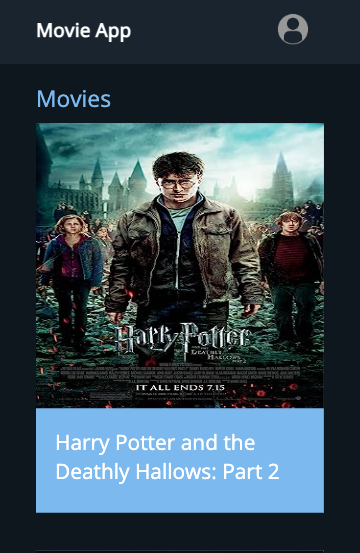 Movie App
Movies
Harry Potter
DEATHLY
HALLOWS
IT ALL ENDS 7.15
Harry Potter and the
Deathly Hallows: Part 2